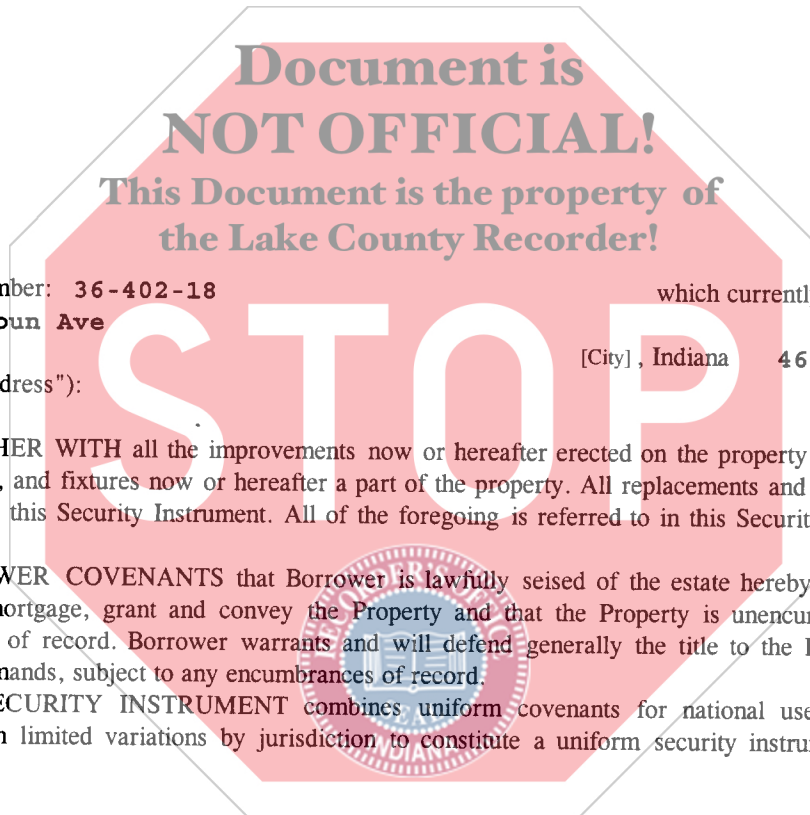 Document is
NOT OFFICIAL!
This Document is the property of
the Lake County Recorder!
mber: 36-402-18 which currentl
oun Ave
[City] , Indiana 46
dress"):
STOP
HER WITH all the improvements now or hereafter erected on the property
, and fixtures now or hereafter a part of the property. All replacements and
this Security Instrument. All of the foregoing is referred to in this Securit
WER COVENANTS that Borrower is lawfully seised of the estate hereby
nortgage, grant and convey the Property and that the Property is unencur
of record. Borrower warrants and will defend generally the title to the
nands, subject to any encumbrances of record.
ECURITY INSTRUMENT combines uniform covenants for national use
n limited variations by jurisdiction to constitute a uniform security instru
SEAL
INDIANA